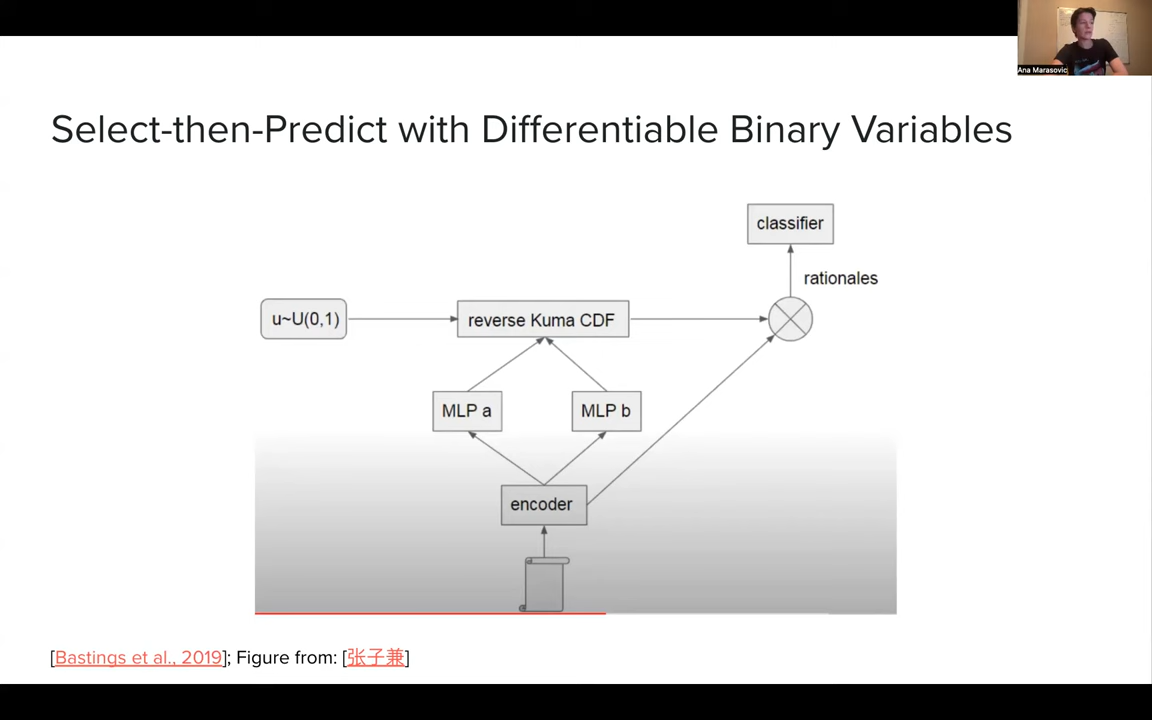 Ana Marasovic
Select-then-Predict with Differentiable Binary Variables
classifier
rationales
u~U(0,1)
reverse Kuma CDF
MLP a
MLP b
encoder
[Bastings et al., 2019]; Figure from: [张子兼]